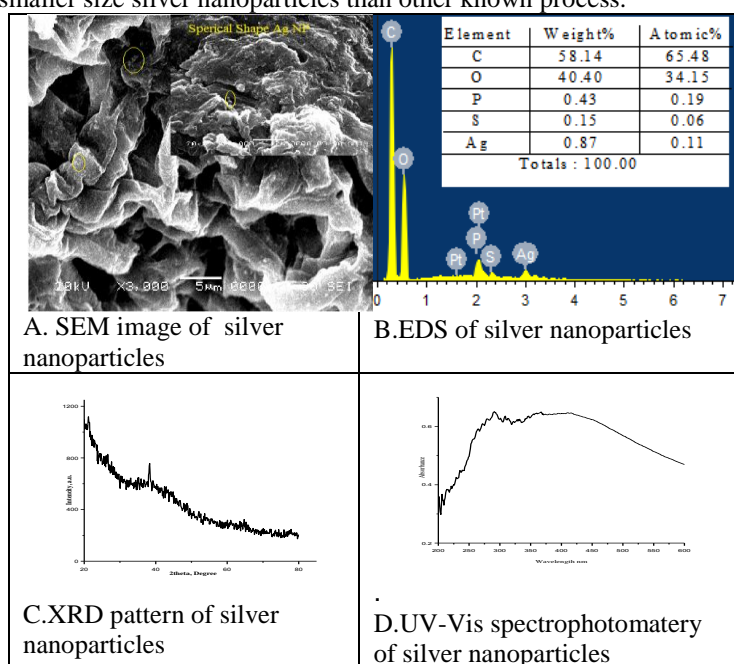 smaller size silver nanoparticles than other known process.
Sperical Shape Ag NP
20kU X3,000 5µm
SEI
C
O
Pt
P
Pt
S
Ag
Element Weight% Atomic%
C 58.14 65.48
O 40.40 34.15
P 0.43 0.19
S 0.15 0.06
Ag 0.87 0.11
Totals : 100.00
0 1 2 3 4 5 6 7
A. SEM image of silver
nanoparticles
B.EDS of silver nanoparticles
1200
800
400
0
Intensity,a.u.
20 40 60 80
2theta, Degree
C.XRD pattern of silver
nanoparticles
0.6
0.4
0.2
Absorbance
200 250 300 350 400 450 500 550 600
Wavelength nm
.
D.UV-Vis spectrophotomatery
of silver nanoparticles